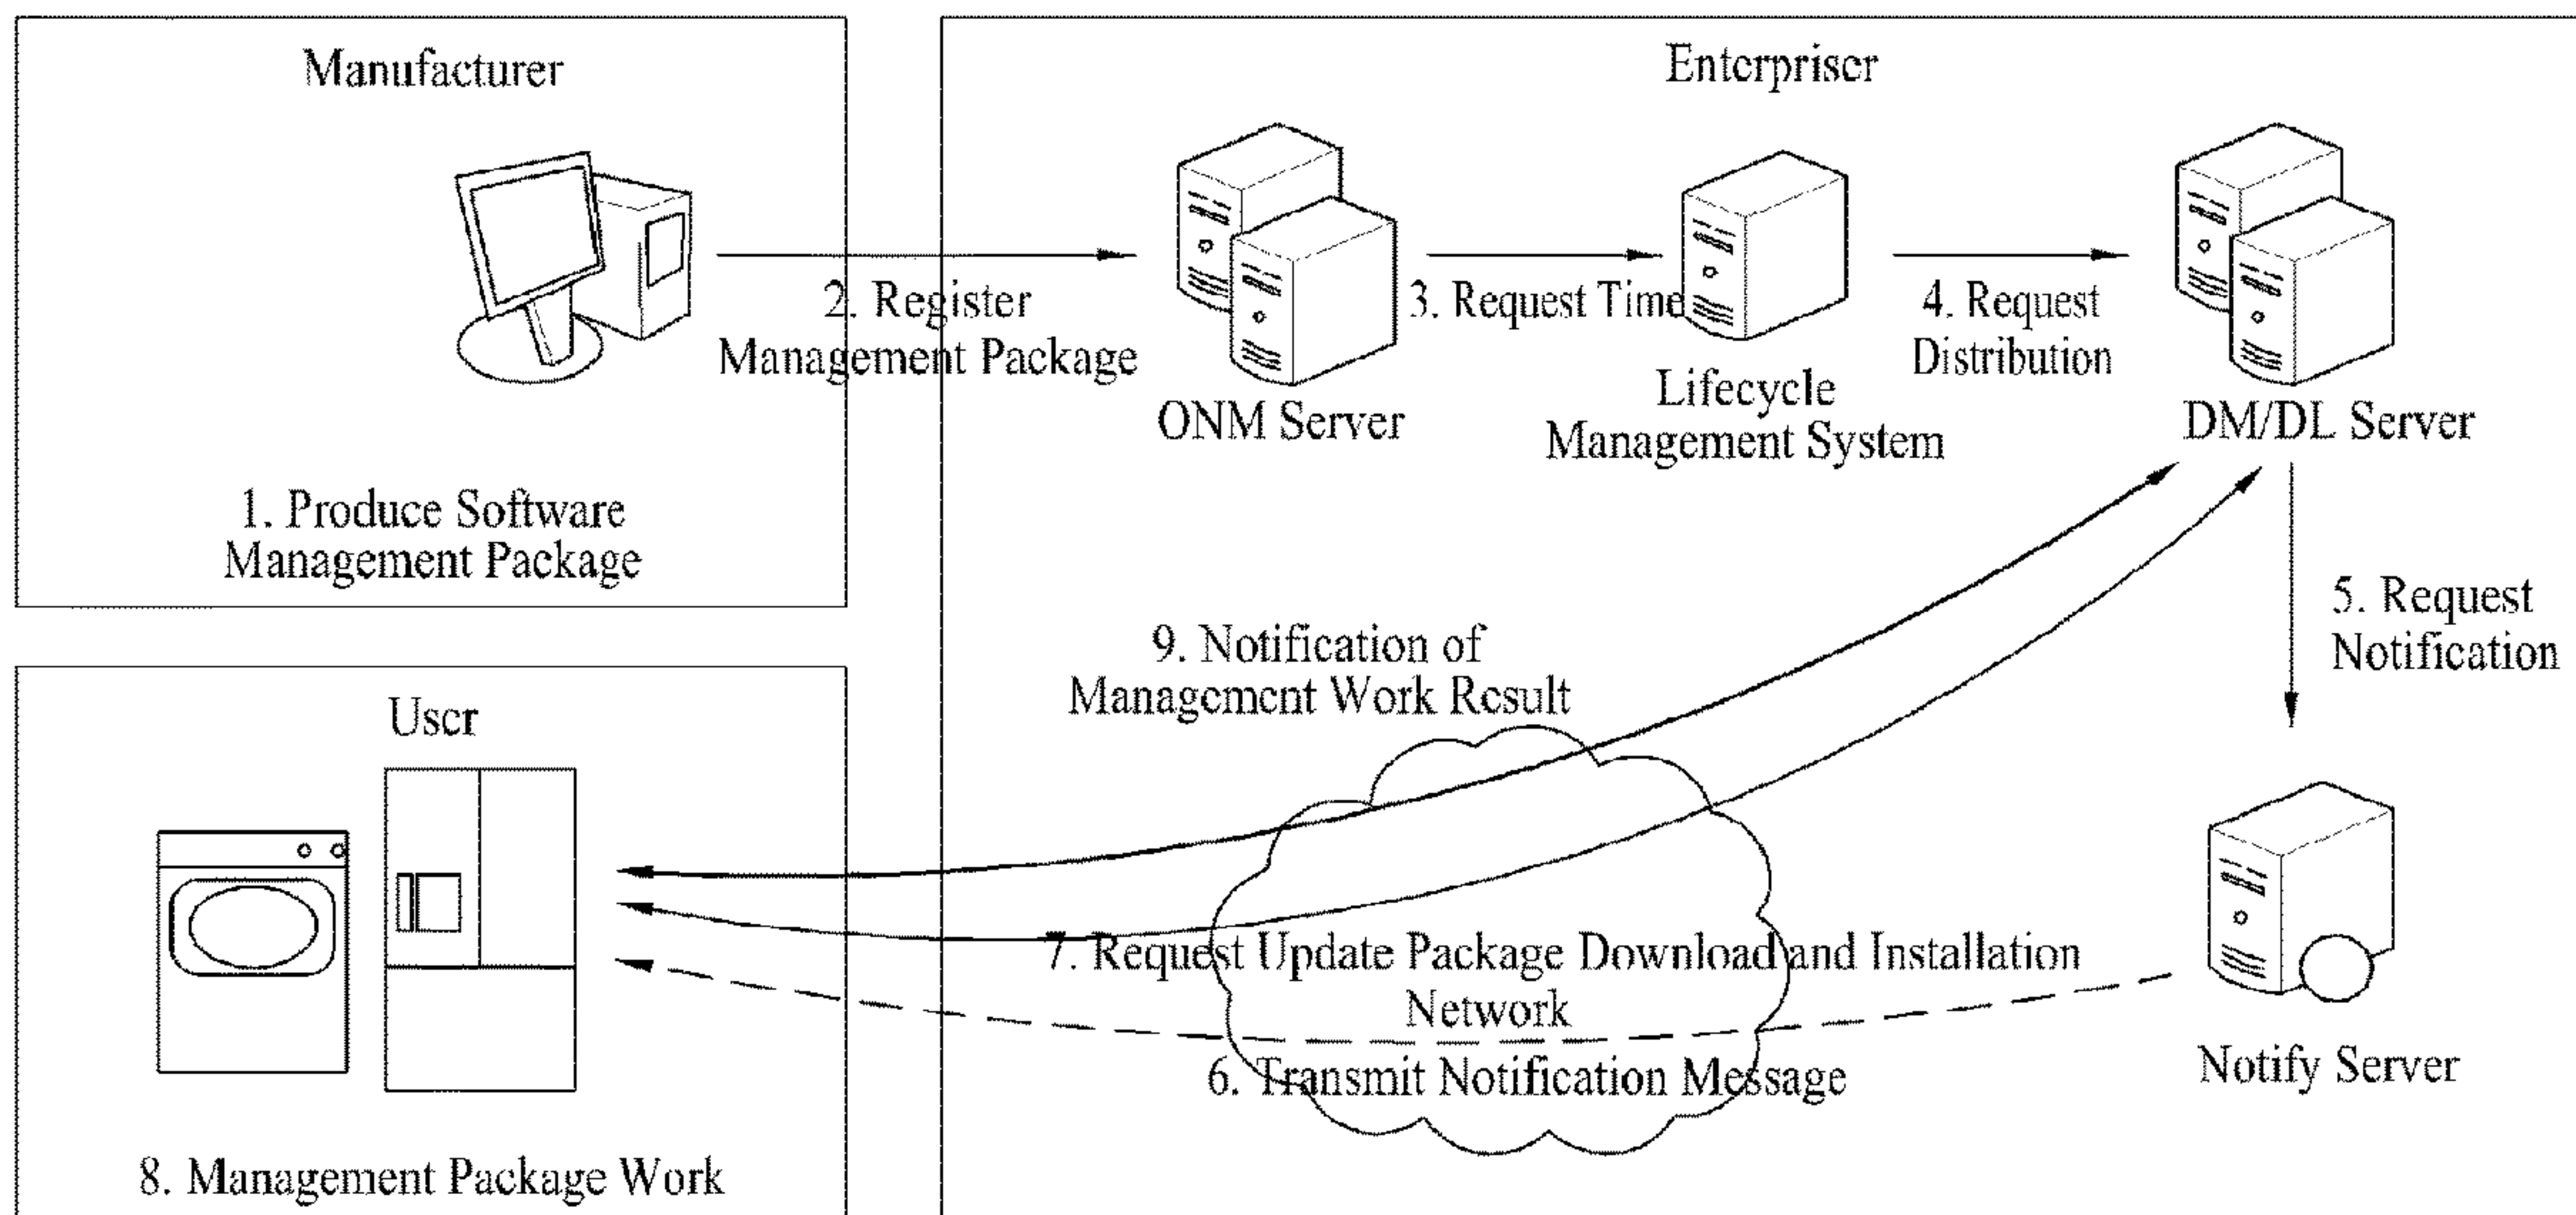 Manufacturer
Enterpriser
2. Register
Management Package
3. Request Time
4. Request
Distribution
ONM Server
Lifecycle
Management System
DM/DL Server
1. Produce Software
Management Package
5. Request
Notification
9. Notification of
Management Work Result
User
7. Request Update Package Download and Installation
Network
6. Transmit Notification Message
Notify Server
8. Management Package Work